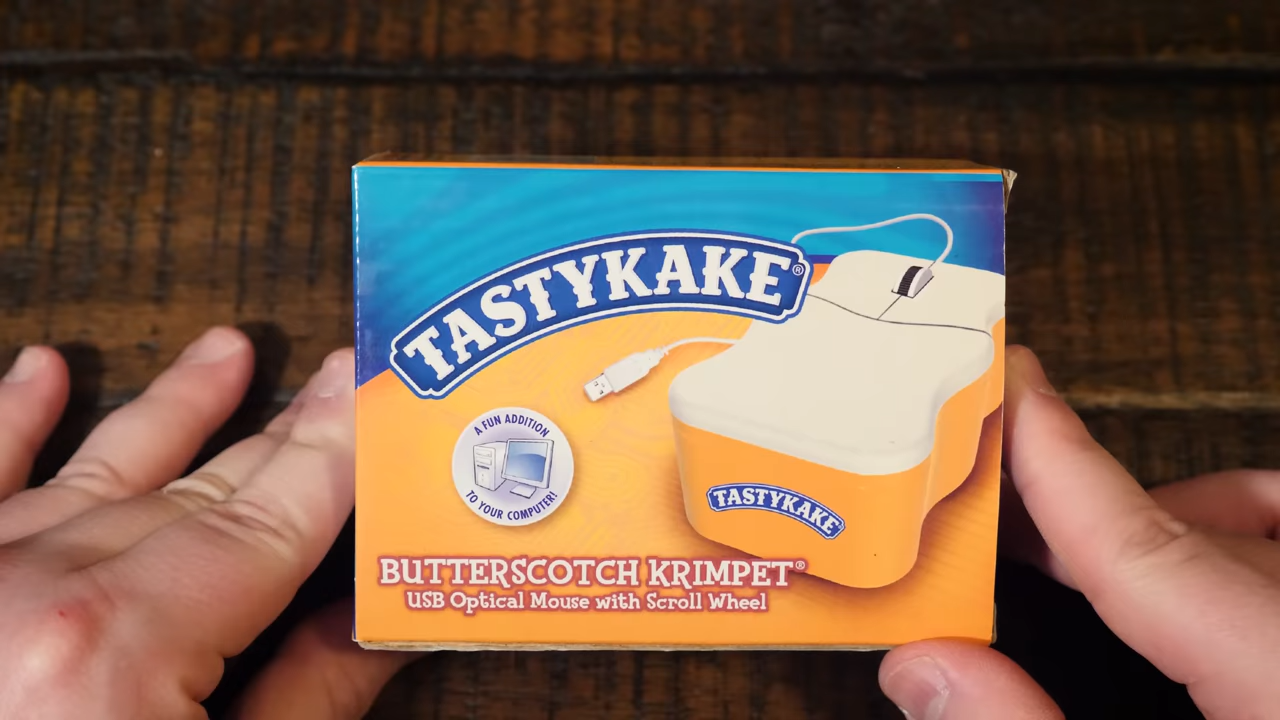 TASTYKAKE®
A FUN ADDITION
TO YOUR COMPUTER!
TASTYKAKE
BUTTERSCOTCH KRIMPET®
USB Optical Mouse with Scroll Wheel